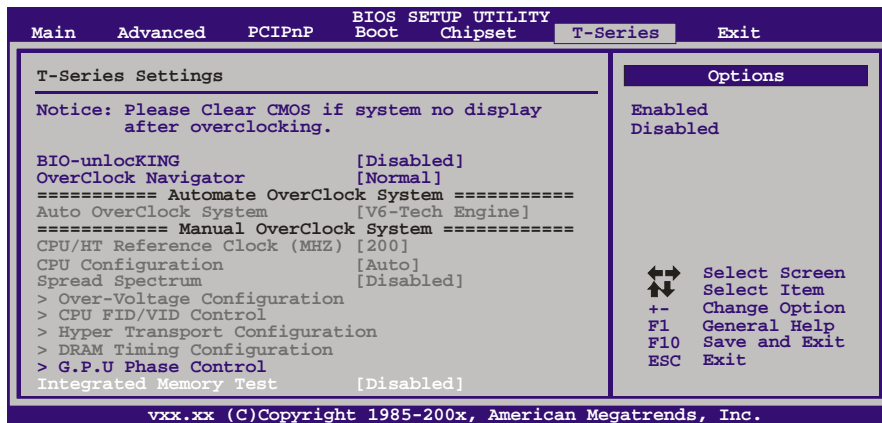 BIOS SETUP UTILITY
Main Advanced PCIPnP Boot Chipset T-Series Exit
T-Series Settings
Notice: Please Clear CMOS if system no display
after overclocking.
BIO-unlocKING [Disabled]
OverClock Navigator [Normal]
=========== Automate OverClock System ===========
Auto OverClock System [V6-Tech Engine]
============ Manual OverClock System ============
CPU/HT Reference Clock (MHZ) [200]
CPU Configuration [Auto]
Spread Spectrum [Disabled]
> Over-Voltage Configuration
> CPU FID/VID Control
> Hyper Transport Configuration
> DRAM Timing Configuration
> G.P.U Phase Control
Integrated Memory Test [Disabled]
Options
Enabled
Disabled
Select Screen
Select Item
+- Change Option
F1 General Help
F10 Save and Exit
ESC Exit
vxx.xx (C)Copyright 1985-200x, American Megatrends, Inc.